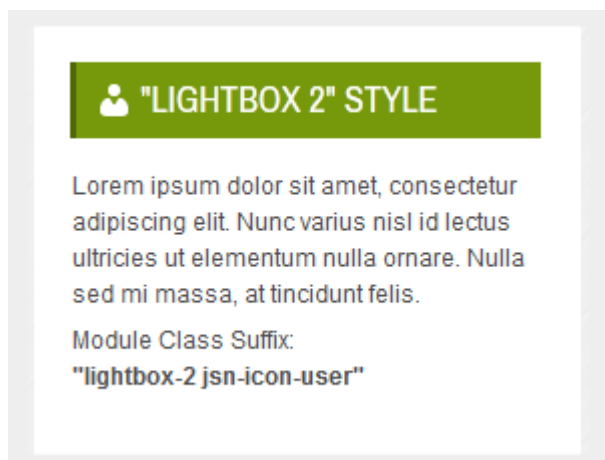 "LIGHTBOX 2" STYLE
Lorem ipsum dolor sit amet, consectetur
adipiscing elit. Nunc varius nisl id lectus
ultricies ut elementum nulla ornare. Nulla
sed mi massa, at tincidunt felis.
Module Class Suffix:
"lightbox-2 jsn-icon-user"